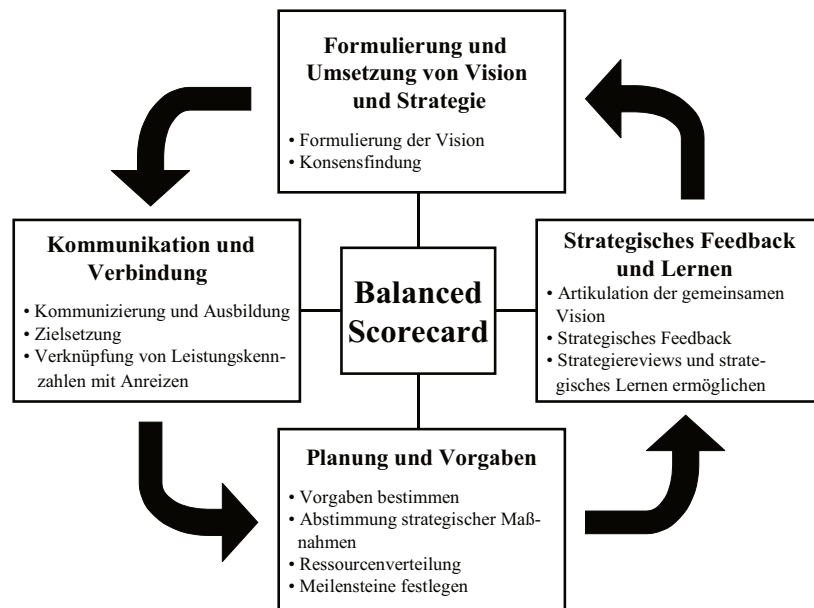 Formulierung und
Umsetzung von Vision
und Strategie
• Formulierung der Vision
• Konsensfindung
Kommunikation und
Verbindung
• Kommunizierung und Ausbildung
• Zielsetzung
• Verknüpfung von Leistungskenn-
zahlen mit Anreizen
Balanced
Scorecard
Strategisches Feedback
und Lernen
• Artikulation der gemeinsamen
Vision
• Strategisches Feedback
• Strategiereviews und strate-
gisches Lernen ermöglichen
Planung und Vorgaben
• Vorgaben bestimmen
• Abstimmung strategischer Maß-
nahmen
• Ressourcenverteilung
• Meilensteine festlegen